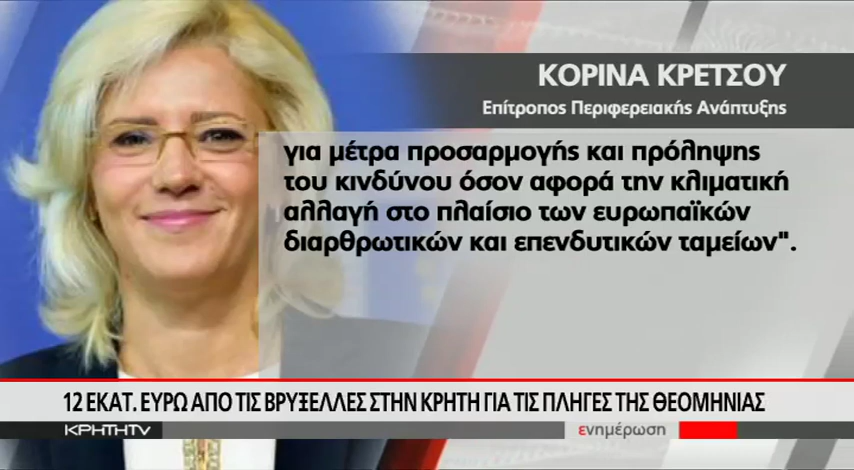 ΚΟΡΙΝΑ ΚΡΕΤΣΟΥ
Επίτροπος Περιφερειακής Ανάπτυξης
για μέτρα προσαρμογής και πρόληψης
του κινδύνου όσον αφορά την κλιματική
αλλαγή στο πλαίσιο των ευρωπαϊκών
διαρθρωτικών και επενδυτικών ταμείων".
12 ΕΚΑΤ. ΕΥΡΩ ΑΠΟ ΤΙΣ ΒΡΥΞΕΛΛΕΣ ΣΤΗΝ ΚΡΗΤΗ ΓΙΑ ΤΙΣ ΠΛΗΓΕΣ ΤΗΣ ΘΕΟΜΗΝΙΑΣ
ΚΡΗΤΗTV
ενημέρωση